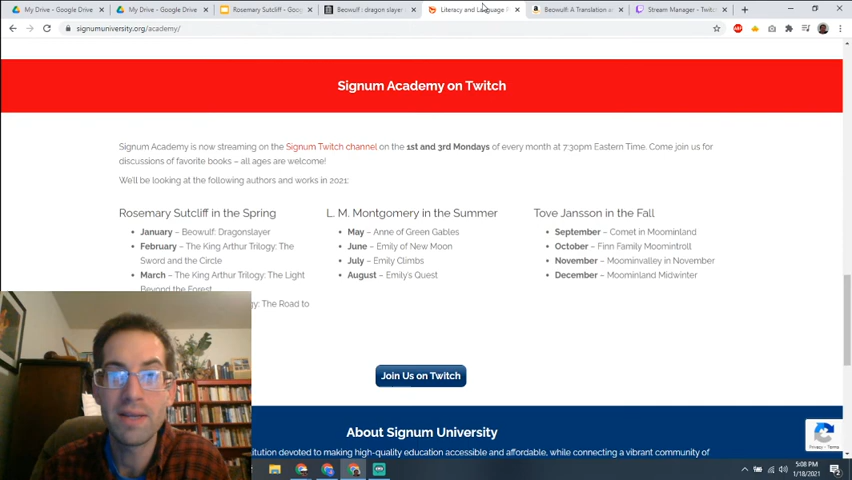 My Drive - Google Drive
My Drive - Google Drive
Rosemary Sutcliff - Goo
Beowulf : dragon slayer
Literacy and Language
Beowulf: A Translation a
Stream Manager - Twitc
signumuniversity.org/academy/
Signum Academy on Twitch
Signum Academy is now streaming on the Signum Twitch channel on the 1st and 3rd Mondays of every month at 7:30pm Eastern Time. Come join us for
discussions of favorite books – all ages are welcome!
We'll be looking at the following authors and works in 2021:
Rosemary Sutcliff in the Spring
January – Beowulf: Dragonslayer
February – The King Arthur Trilogy: The
Sword and the Circle
March – The King Arthur Trilogy: The Light
Beyond the Forest
ogy: The Road to
L. M. Montgomery in the Summer
May – Anne of Green Gables
June – Emily of New Moon
July – Emily Climbs
August – Emily's Quest
Tove Jansson in the Fall
September – Comet in Moominland
October – Finn Family Moomintroll
November – Moominvalley in November
December – Moominland Midwinter
Join Us on Twitch
About Signum University
itution devoted to making high-quality education accessible and affordable, while connecting a vibrant community of
Privacy - Terms
5:08 PM
1/18/2021